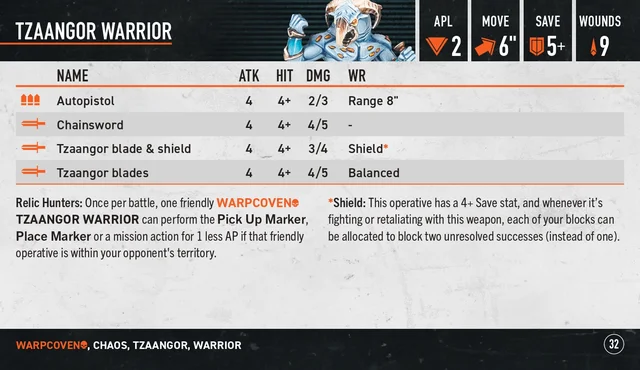 TZAANGOR WARRIOR
APL MOVE SAVE WOUNDS
2 6" 5+ 9
NAME ATK HIT DMG WR
Autopistol 4 4+ 2/3 Range 8"
Chainsword 4 4+ 4/5 -
Tzaangor blade & shield 4 4+ 3/4 Shield*
Tzaangor blades 4 4+ 4/5 Balanced
Relic Hunters: Once per battle, one friendly WARPCOVEN
TZAANGOR WARRIOR can perform the Pick Up Marker,
Place Marker or a mission action for 1 less AP if that friendly
operative is within your opponent's territory.
*Shield: This operative has a 4+ Save stat, and whenever it's
fighting or retaliating with this weapon, each of your blocks can
be allocated to block two unresolved successes (instead of one).
WARPCOVEN, CHAOS, TZAANGOR, WARRIOR
32